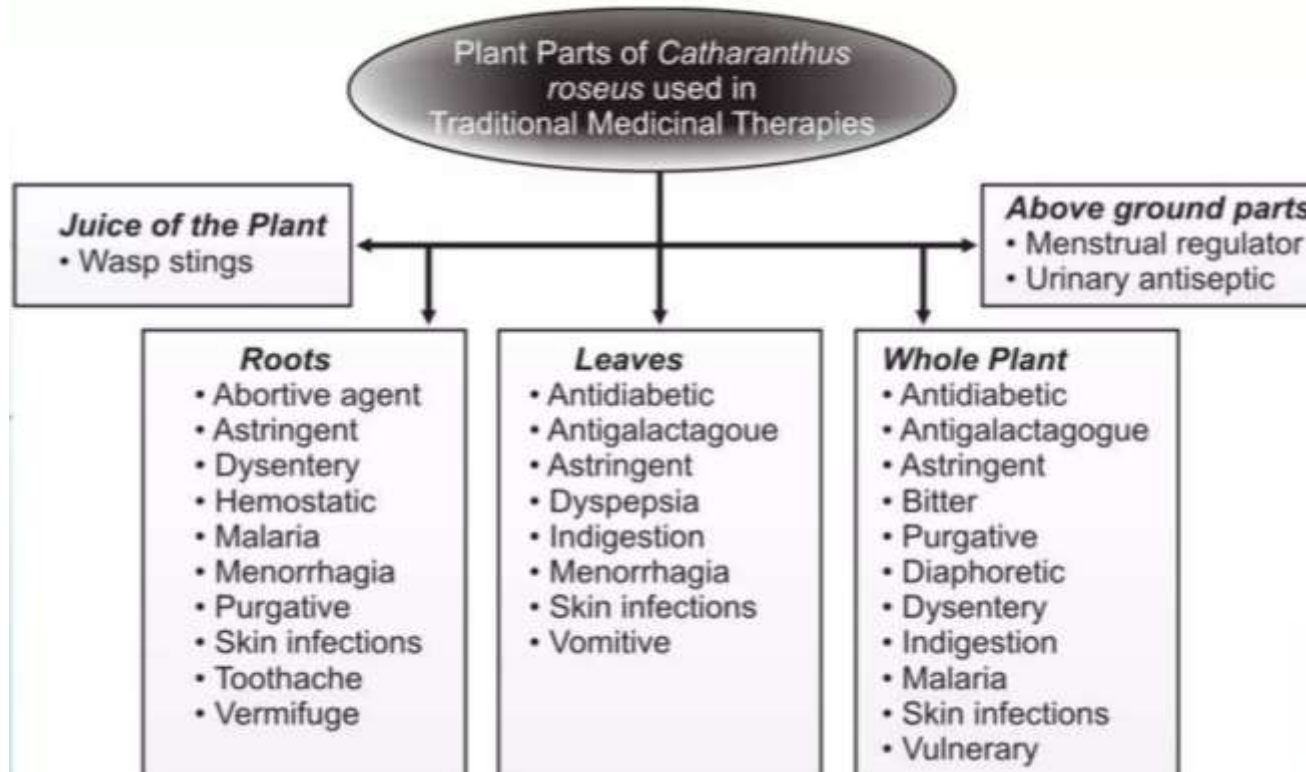 Plant Parts of Catharanthus
roseus used in
Traditional Medicinal Therapies
Juice of the Plant
• Wasp stings
Above ground parts
• Menstrual regulator
• Urinary antiseptic
Roots
• Abortive agent
• Astringent
• Dysentery
• Hemostatic
• Malaria
• Menorrhagia
• Purgative
• Skin infections
• Toothache
• Vermifuge
Leaves
• Antidiabetic
• Antigalactagoue
• Astringent
• Dyspepsia
• Indigestion
• Menorrhagia
• Skin infections
• Vomitive
Whole Plant
• Antidiabetic
• Antigalactagogue
• Astringent
• Bitter
• Purgative
• Diaphoretic
• Dysentery
• Indigestion
• Malaria
• Skin infections
• Vulnerary